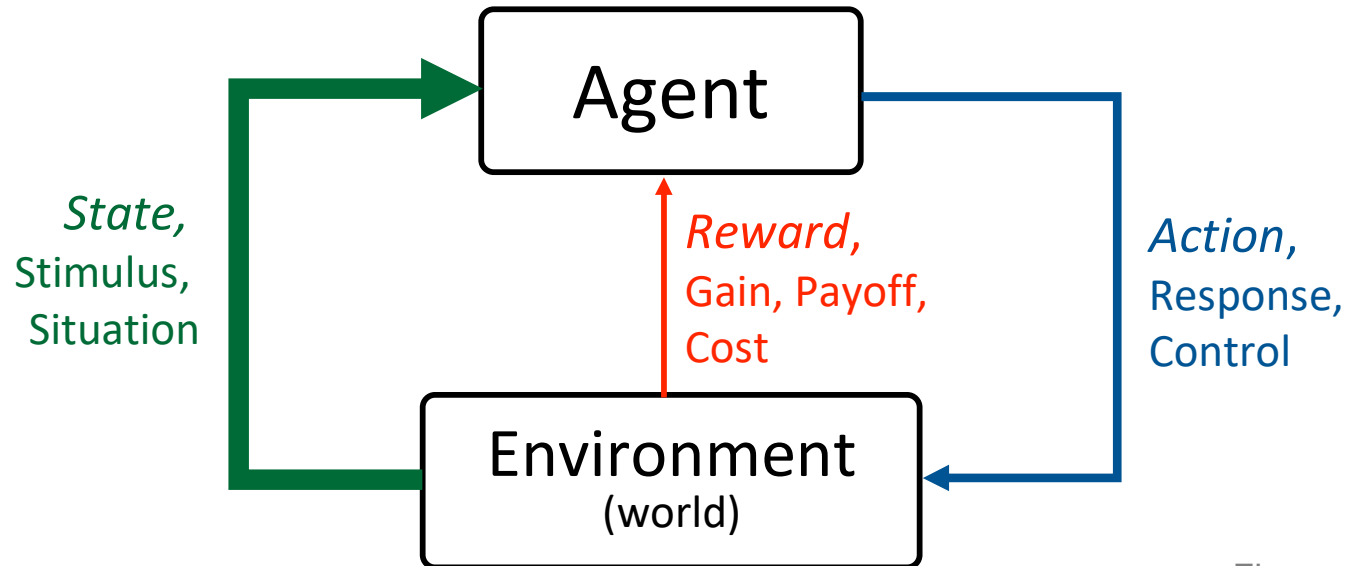 Agent
State,
Stimulus,
Situation
Reward,
Gain, Payoff,
Cost
Action,
Response,
Control
Environment
(world)